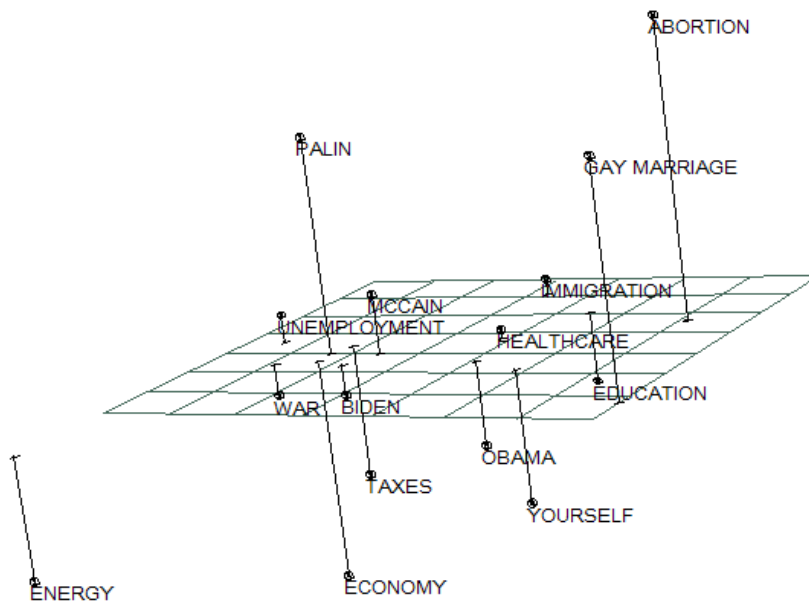 ABORTION
PALIN
GAY MARRIAGE
IMMIGRATION
MCCAIN
UNEMPLOYMENT
HEALTHCARE
EDUCATION
WAR
BIDEN
OBAMA
TAXES
YOURSELF
ENERGY
ECONOMY